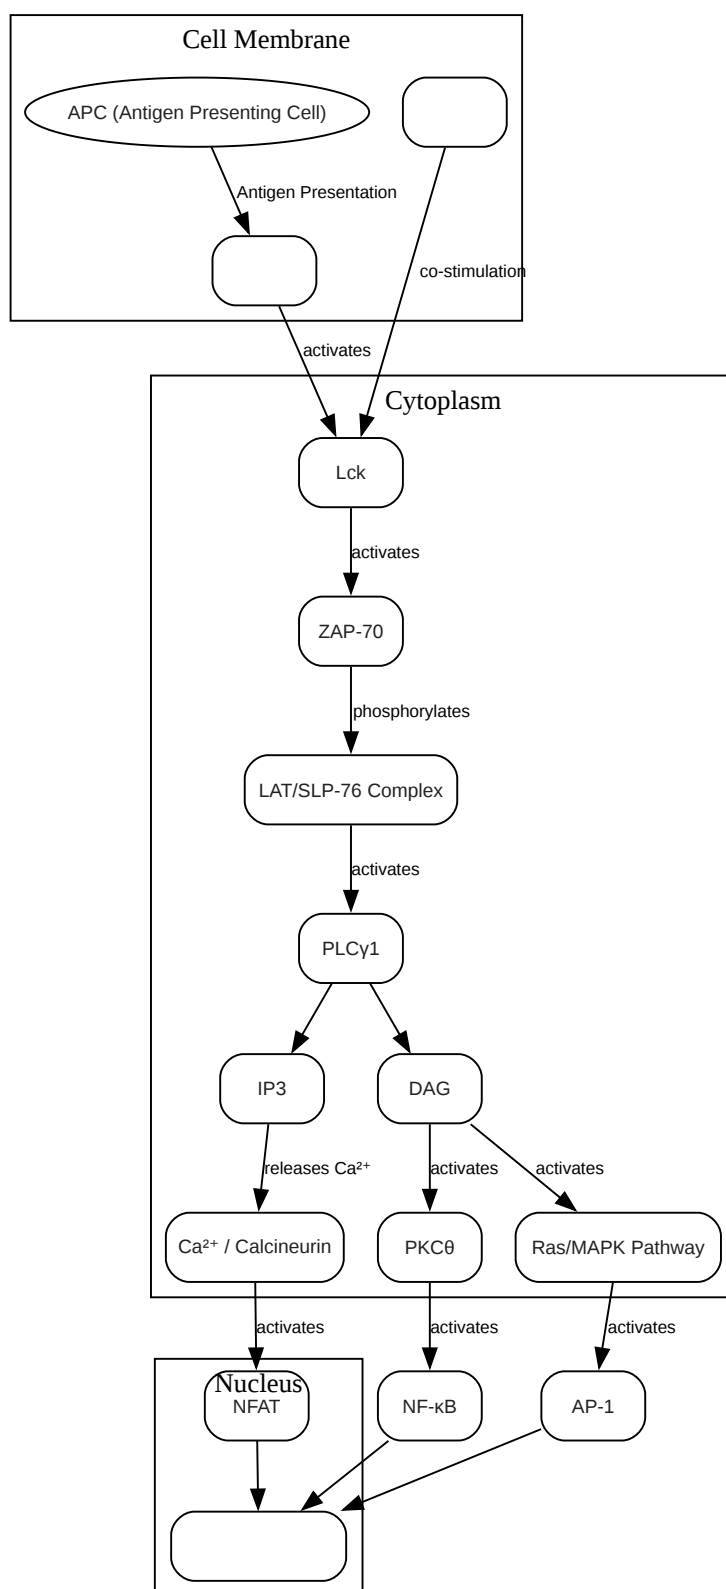 Cell Membrane
APC (Antigen Presenting Cell)
Antigen Presentation
co-stimulation
activates
Cytoplasm
Lck
activates
ZAP-70
phosphorylates
LAT/SLP-76 Complex
activates
PLCγ1
IP3
DAG
releases Ca²⁺
activates
activates
Ca²⁺ / Calcineurin
PKCθ
Ras/MAPK Pathway
activates
activates
activates
Nucleus
NFAT
NF-κB
AP-1